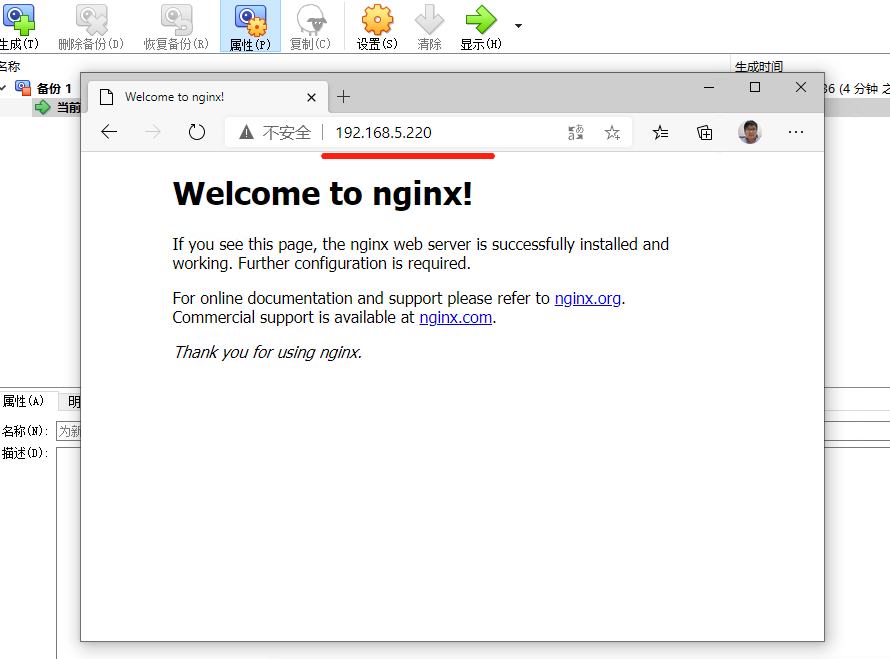 生成(T) 删除备份(D) 恢复备份(R) 属性(P) 复制(C) 设置(S) 清除 显示(H)
名称 生成时间
备份 1 36 (4 分钟 之
当前
Welcome to nginx!
不安全 192.168.5.220
Welcome to nginx!
If you see this page, the nginx web server is successfully installed and
working. Further configuration is required.
For online documentation and support please refer to nginx.org.
Commercial support is available at nginx.com.
Thank you for using nginx.
属性(A) 明
名称(N): 为新
描述(D):